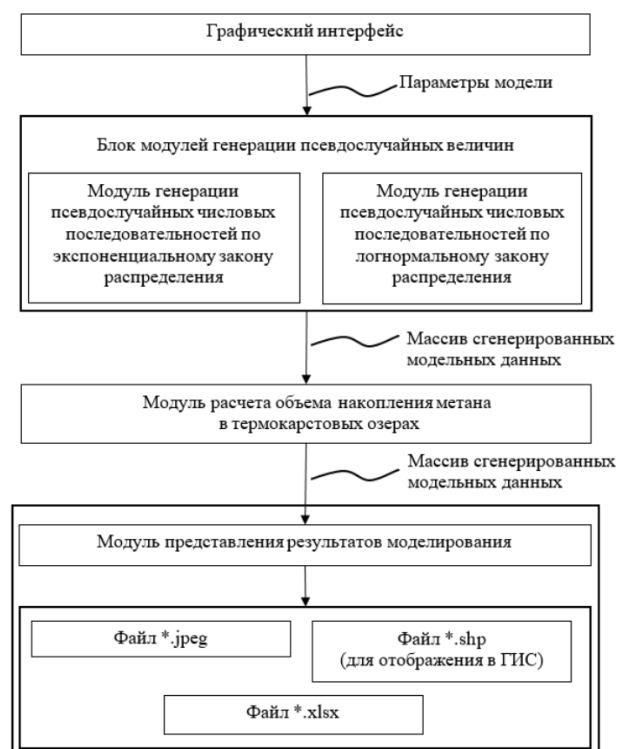 Графический интерфейс
Параметры модели
Блок модулей генерации псевдослучайных величин
Модуль генерации
псевдослучайных числовых
последовательностей по
экспоненциальному закону
распределения
Модуль генерации
псевдослучайных числовых
последовательностей по
логнормальному закону
распределения
Массив сгенерированных
модельных данных
Модуль расчета объема накопления метана
в термокарстовых озерах
Массив сгенерированных
модельных данных
Модуль представления результатов моделирования
Файл *.jpeg
Файл *.shp
(для отображения в ГИС)
Файл *.xlsx